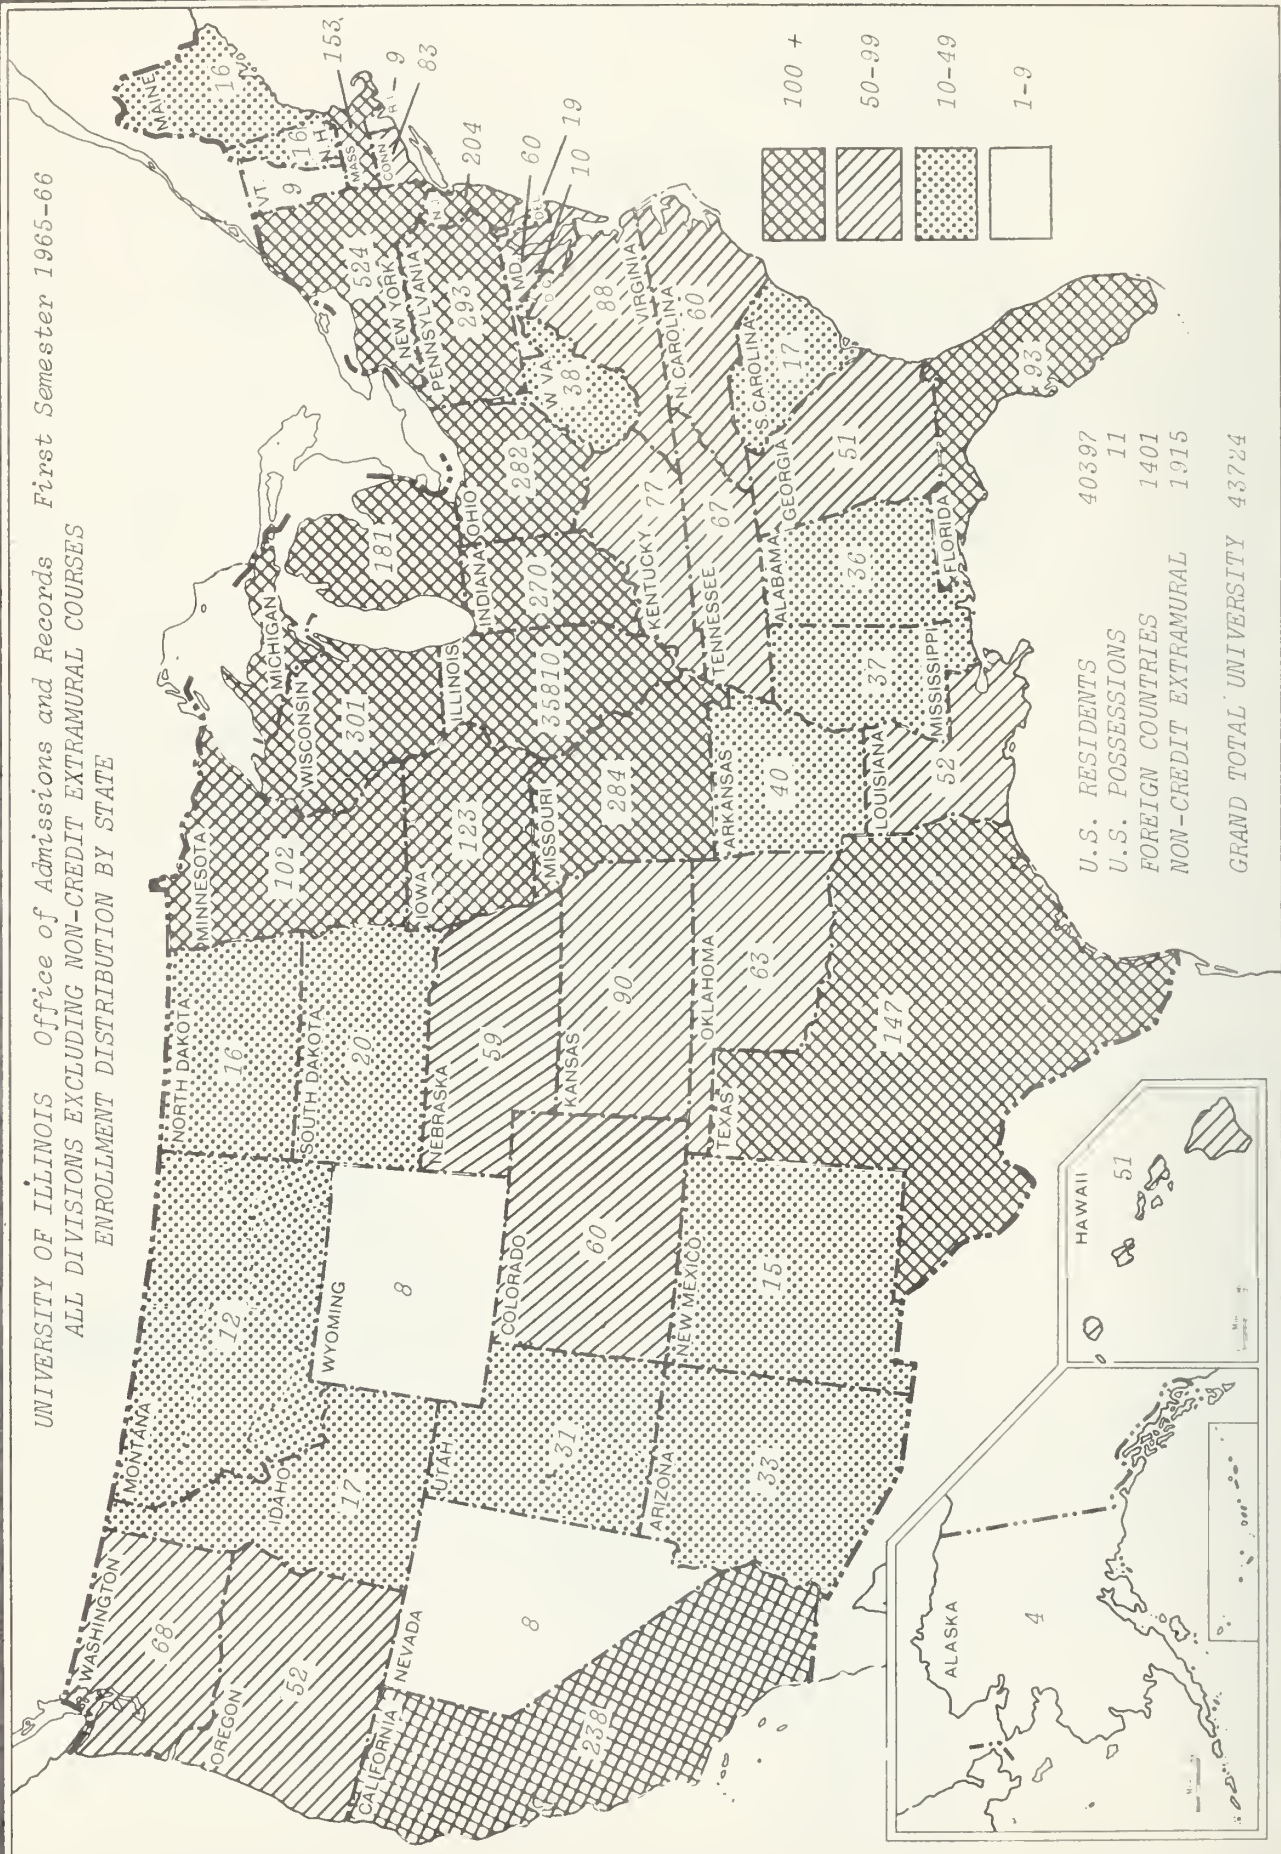 UNIVERSITY OF ILLINOIS Office of Admissions and Records First Semester 1965-66
ALL DIVISIONS EXCLUDING NON-CREDIT EXTRAMURAL COURSES
ENROLLMENT DISTRIBUTION BY STATE
WASHINGTON
68
OREGON
52
CALIFORNIA
238
NEVADA
8
IDAHO
17
MONTANA
12
WYOMING
8
UTAH
31
ARIZONA
33
COLORADO
60
NEW MEXICO
15
NORTH DAKOTA
16
SOUTH DAKOTA
20
NEBRASKA
59
KANSAS
90
OKLAHOMA
63
TEXAS
147
MINNESOTA
102
IOWA
123
MISSOURI
284
ARKANSAS
40
LOUISIANA
52
WISCONSIN
301
MICHIGAN
181
ILLINOIS
35810
INDIANA
270
OHIO
282
KENTUCKY
77
TENNESSEE
67
MISSISSIPPI
37
ALABAMA
36
GEORGIA
51
FLORIDA
93
S. CAROLINA
17
N. CAROLINA
60
VIRGINIA
88
W. VA.
38
PENNSYLVANIA
293
NEW YORK
524
VT.
9
N.H.
16
MAINE
16
MASS
153
R.I.
9
CONN
83
N.J.
204
MD.
60
DEL
19
D.C.
10
100 +
50-99
10-49
1-9
ALASKA
4
HAWAII
51
U.S. RESIDENTS 40397
U.S. POSSESSIONS 11
FOREIGN COUNTRIES 1401
NON-CREDIT EXTRAMURAL 1915
GRAND TOTAL UNIVERSITY 43724